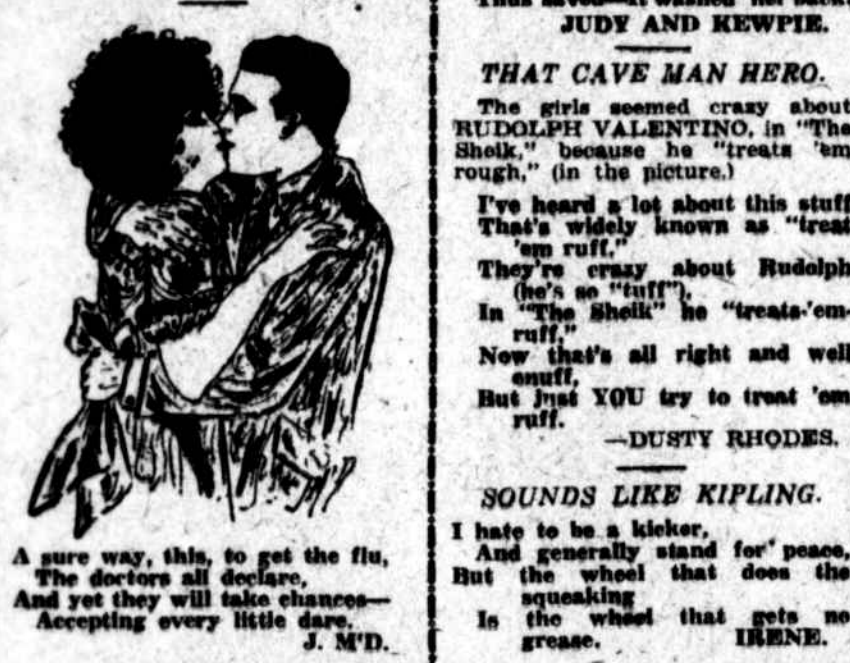 A sure way, this, to get the flu,
The doctors all declare,
And yet they will take chances—
Accepting every little dare.
J. M'D.
JUDY AND KEWPIE.
THAT CAVE MAN HERO.
The girls seemed crazy about
RUDOLPH VALENTINO, in "The
Sheik," because he "treats 'em
rough," (in the picture.)
I've heard a lot about this stuff
That's widely known as "treat
'em ruff,"
They're crazy about Rudolph
(he's so "tuff"),
In "The Sheik" he "treats-'em-
ruff,"
Now that's all right and well
enuff,
But just YOU try to treat 'em
ruff.
—DUSTY RHODES.
SOUNDS LIKE KIPLING.
I hate to be a kicker,
And generally stand for peace,
But the wheel that does the
squeaking
Is the wheel that gets no
grease. IRENE.